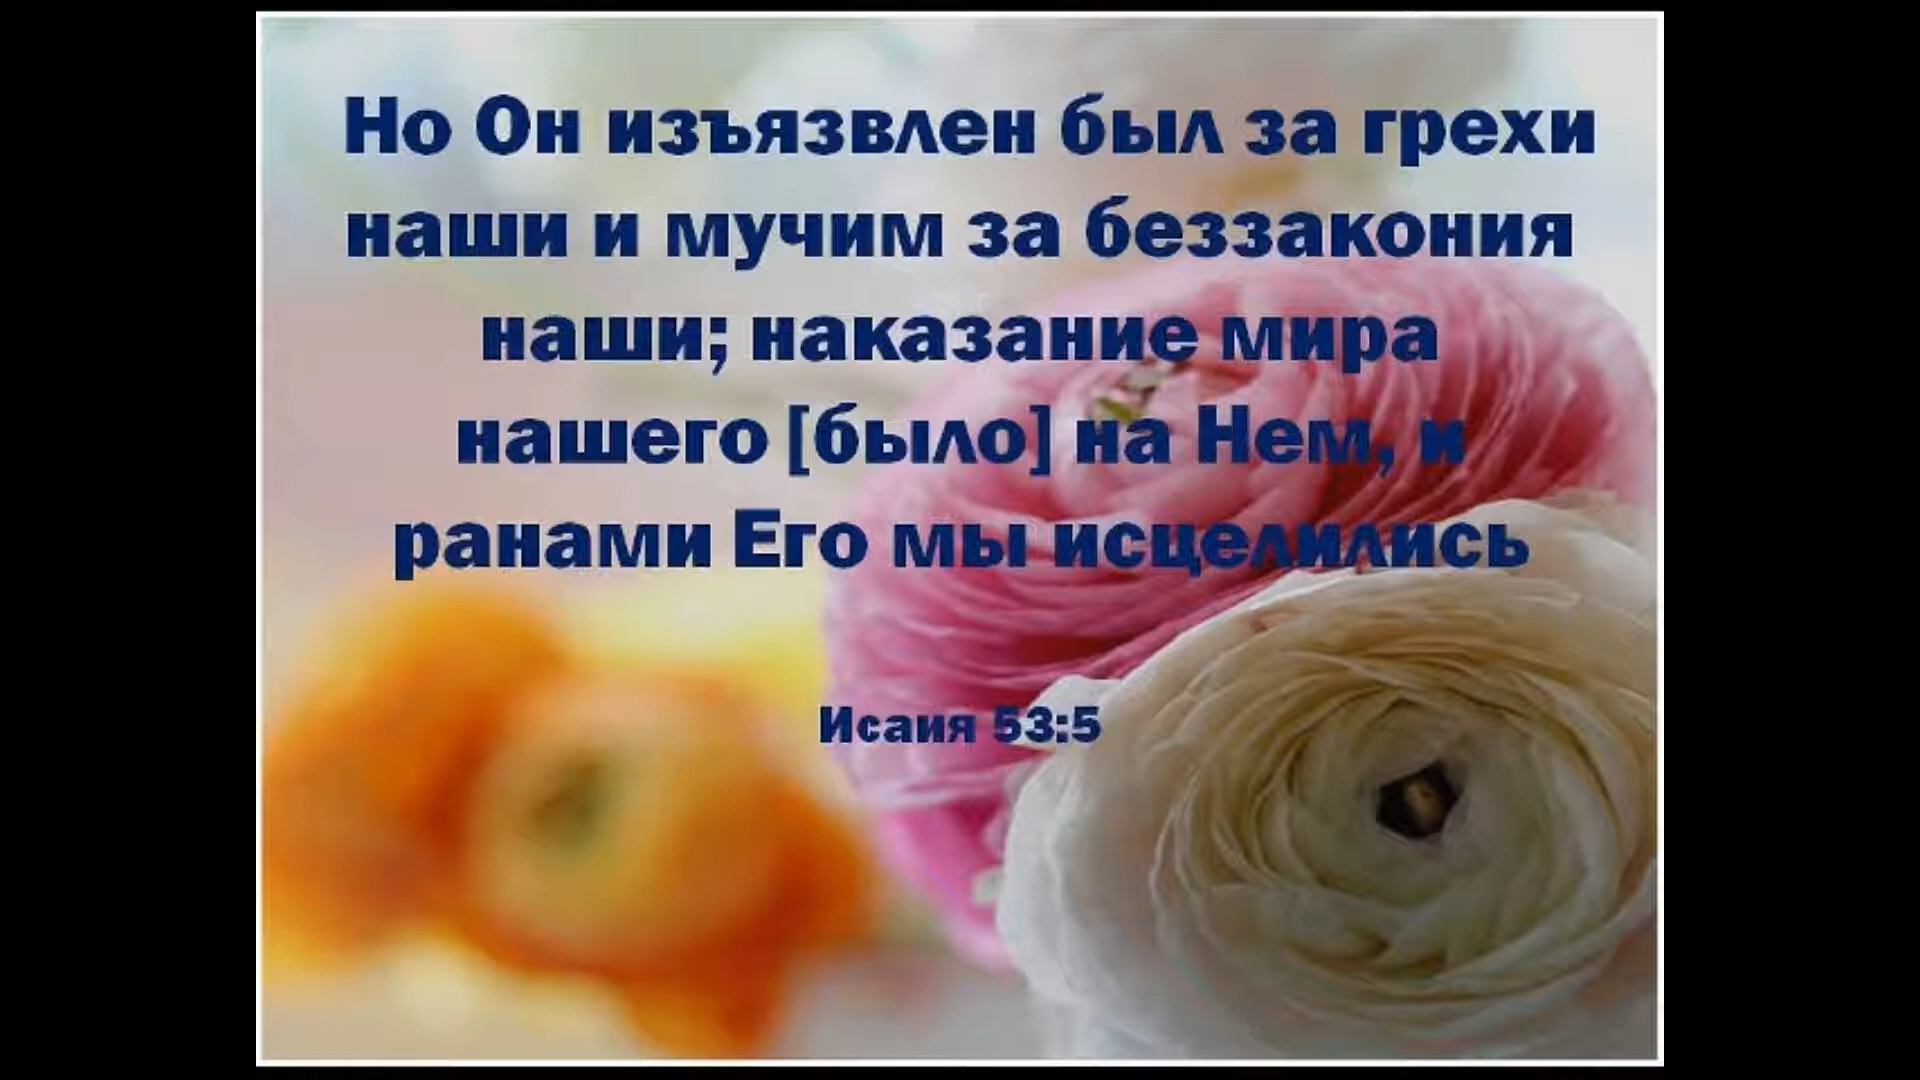 Но Он изъязвлен был за грехи
наши и мучим за беззакония
наши; наказание мира
нашего [было] на Нем, и
ранами Его мы исцелились
Исаия 53:5